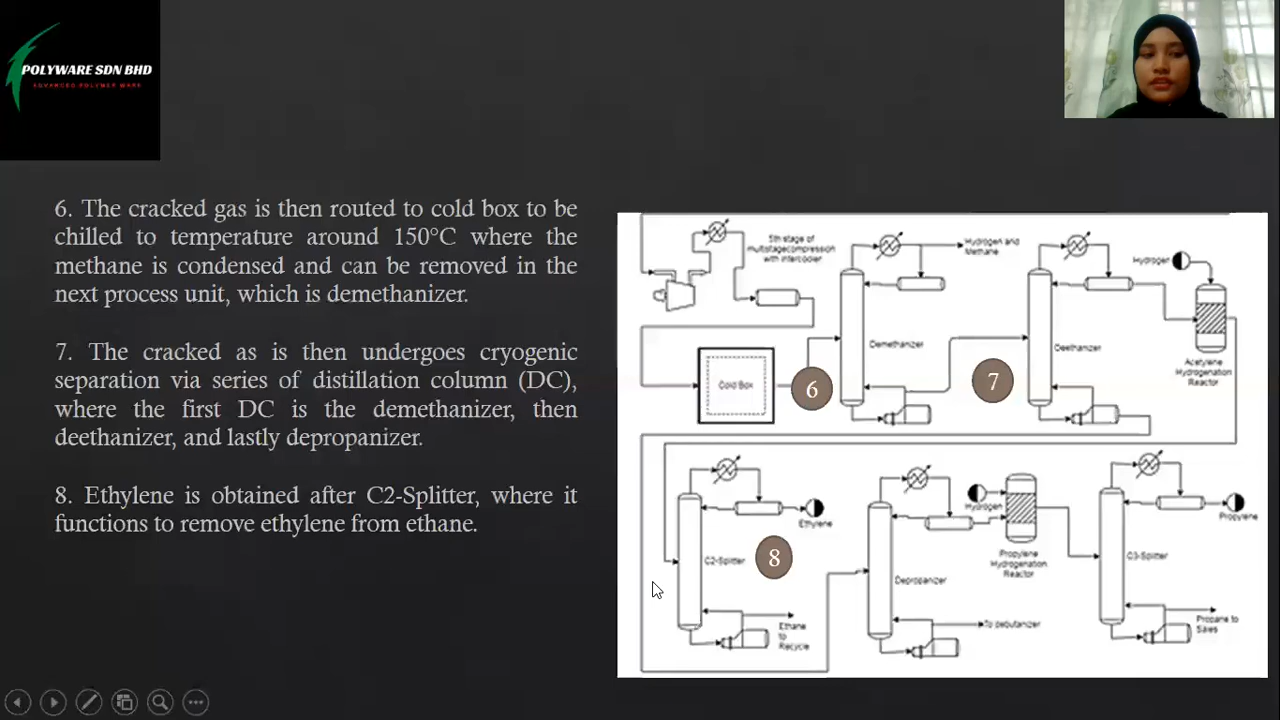 POLYWARE SDN BHD
ADVANCED POLYMER WARE
6. The cracked gas is then routed to cold box to be
chilled to temperature around 150°C where the
methane is condensed and can be removed in the
next process unit, which is demethanizer.
7. The cracked as is then undergoes cryogenic
separation via series of distillation column (DC),
where the first DC is the demethanizer, then
deethanizer, and lastly depropanizer.
8. Ethylene is obtained after C2-Splitter, where it
functions to remove ethylene from ethane.
5th stage of
multistagecompression
with intercooler
Hydrogen and
Methane
Hydrogen
Demethanizer
Deethanizer
Acetylene
Hydrogenation
Reactor
Cold Box
6
7
Ethylene
Hydrogen
Propylene
C2-Splitter
8
Propylene
Hydrogenation
Reactor
C3-Splitter
Depropanizer
Ethane
to
Recycle
To debutanizer
Propane to
Sales